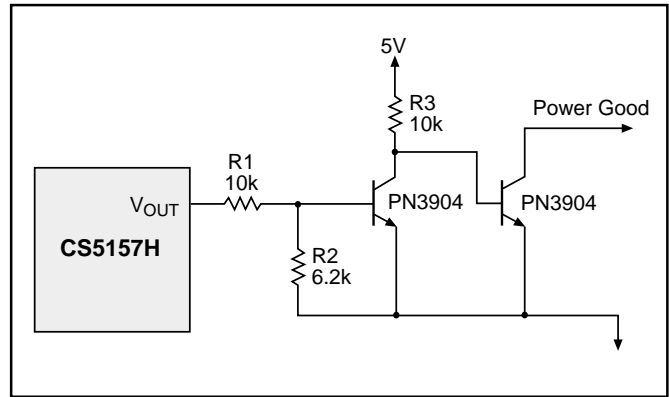 5V
R3
10k
Power Good
R1
10k
VOUT
PN3904
PN3904
CS5157H
R2
6.2k